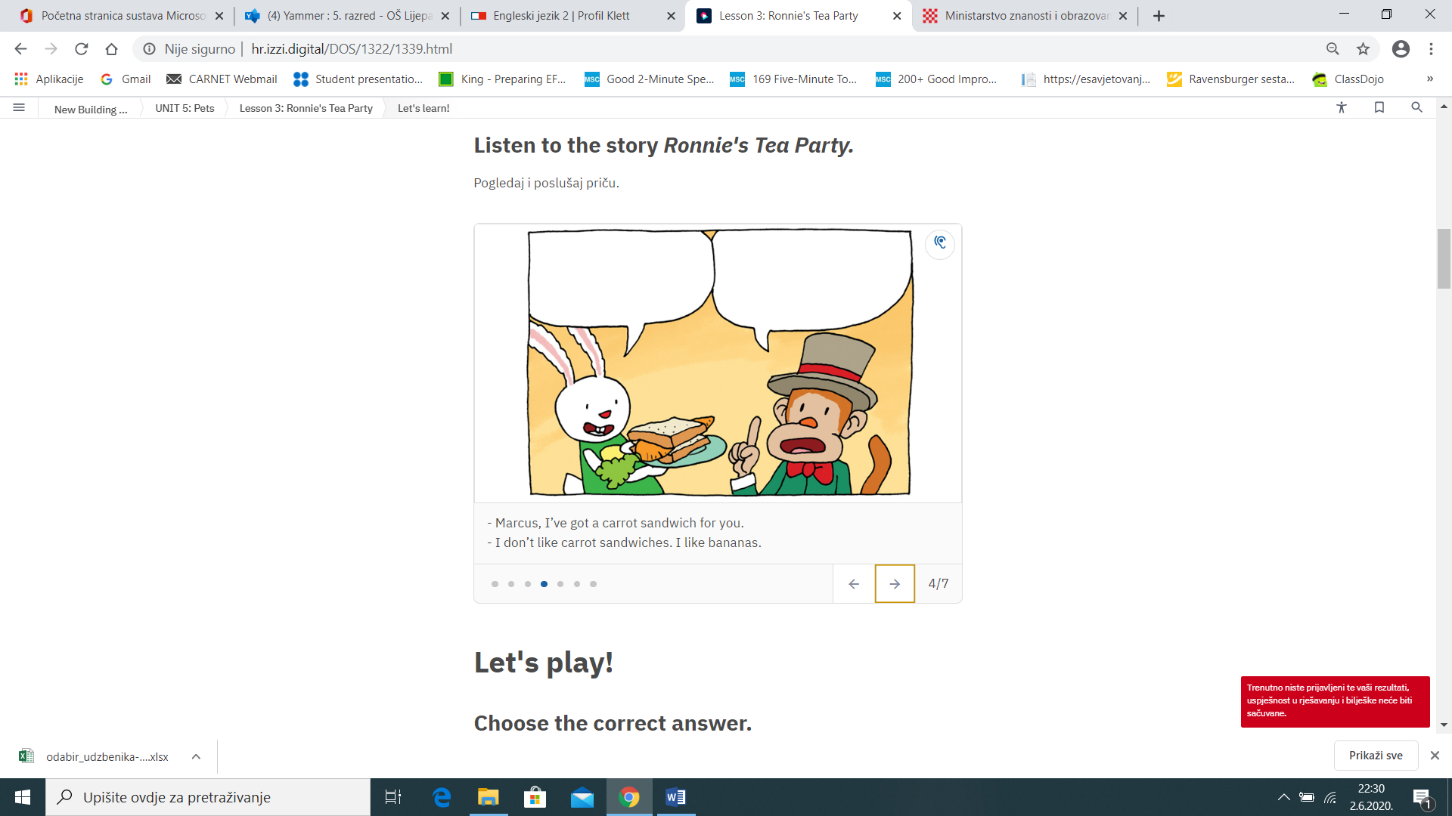 Početna stranica sustava Microso
(4) Yammer : 5. razred - OŠ Lijepa
Engleski jezik 2 | Profil Klett
Lesson 3: Ronnie's Tea Party
Ministarstvo znanosti i obrazovan
Nije sigurno | hr.izzi.digital/DOS/1322/1339.html
Aplikacije
Gmail
CARNET Webmail
Student presentatio...
King - Preparing EF...
MSC Good 2-Minute Spe...
MSC 169 Five-Minute To...
MSC 200+ Good Impro...
https://esavjetovanj...
Ravensburger sesta...
ClassDojo
»
New Building ...
UNIT 5: Pets
Lesson 3: Ronnie's Tea Party
Let's learn!
Listen to the story Ronnie's Tea Party.
Pogledaj i poslušaj priču.
- Marcus, I’ve got a carrot sandwich for you.
- I don’t like carrot sandwiches. I like bananas.
4/7
Let's play!
Choose the correct answer.
Trenutno niste prijavljeni te vaši rezultati,
uspješnost u rješavanju i bilješke neće biti
sačuvane.
odabir_udzbenika-....xlsx
Prikaži sve
Upišite ovdje za pretraživanje
22:30
2.6.2020.
1